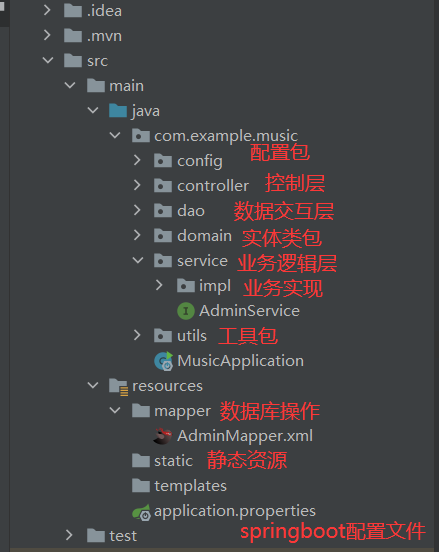 .idea
.mvn
src
main
java
com.example.music
config 配置包
controller 控制层
dao 数据交互层
domain 实体类包
service 业务逻辑层
impl 业务实现
AdminService
utils 工具包
MusicApplication
resources
mapper 数据库操作
AdminMapper.xml
static 静态资源
templates
application.properties
test springboot配置文件